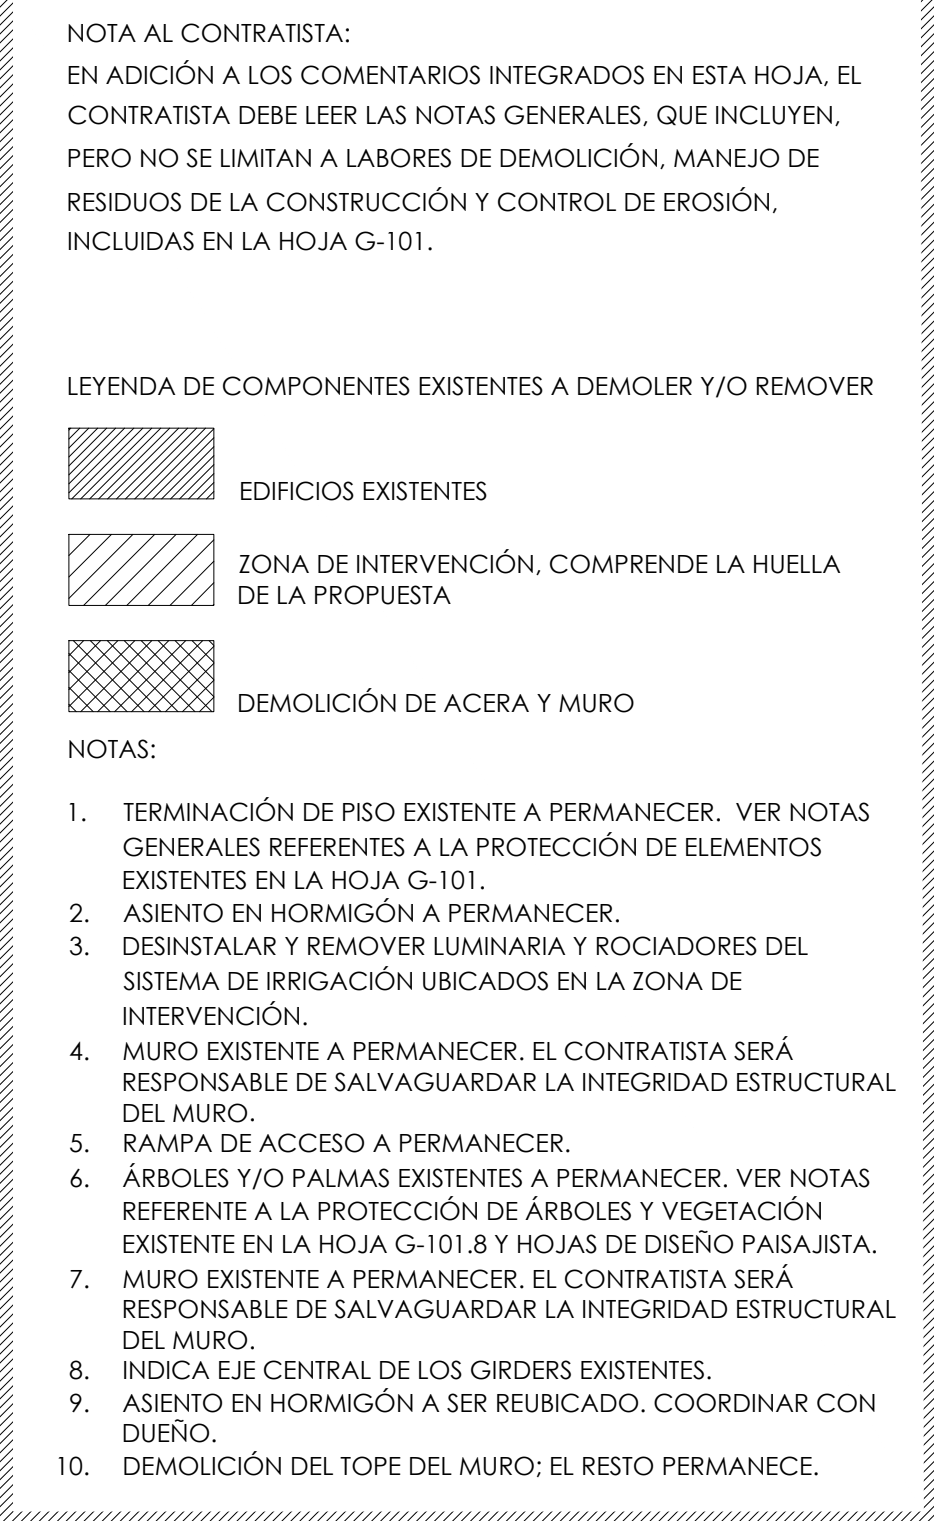 NOTA AL CONTRATISTA:
EN ADICIÓN A LOS COMENTARIOS INTEGRADOS EN ESTA HOJA, EL
CONTRATISTA DEBE LEER LAS NOTAS GENERALES, QUE INCLUYEN,
PERO NO SE LIMITAN A LABORES DE DEMOLICIÓN, MANEJO DE
RESIDUOS DE LA CONSTRUCCIÓN Y CONTROL DE EROSIÓN,
INCLUIDAS EN LA HOJA G-101.
LEYENDA DE COMPONENTES EXISTENTES A DEMOLER Y/O REMOVER
EDIFICIOS EXISTENTES
ZONA DE INTERVENCIÓN, COMPRENDE LA HUELLA
DE LA PROPUESTA
DEMOLICIÓN DE ACERA Y MURO
NOTAS:
1. TERMINACIÓN DE PISO EXISTENTE A PERMANECER. VER NOTAS
GENERALES REFERENTES A LA PROTECCIÓN DE ELEMENTOS
EXISTENTES EN LA HOJA G-101.
2. ASIENTO EN HORMIGÓN A PERMANECER.
3. DESINSTALAR Y REMOVER LUMINARIA Y ROCIADORES DEL
SISTEMA DE IRRIGACIÓN UBICADOS EN LA ZONA DE
INTERVENCIÓN.
4. MURO EXISTENTE A PERMANECER. EL CONTRATISTA SERÁ
RESPONSABLE DE SALVAGUARDAR LA INTEGRIDAD ESTRUCTURAL
DEL MURO.
5. RAMPA DE ACCESO A PERMANECER.
6. ÁRBOLES Y/O PALMAS EXISTENTES A PERMANECER. VER NOTAS
REFERENTE A LA PROTECCIÓN DE ÁRBOLES Y VEGETACIÓN
EXISTENTE EN LA HOJA G-101.8 Y HOJAS DE DISEÑO PAISAJISTA.
7. MURO EXISTENTE A PERMANECER. EL CONTRATISTA SERÁ
RESPONSABLE DE SALVAGUARDAR LA INTEGRIDAD ESTRUCTURAL
DEL MURO.
8. INDICA EJE CENTRAL DE LOS GIRDERS EXISTENTES.
9. ASIENTO EN HORMIGÓN A SER REUBICADO. COORDINAR CON
DUEÑO.
10. DEMOLICIÓN DEL TOPE DEL MURO; EL RESTO PERMANECE.